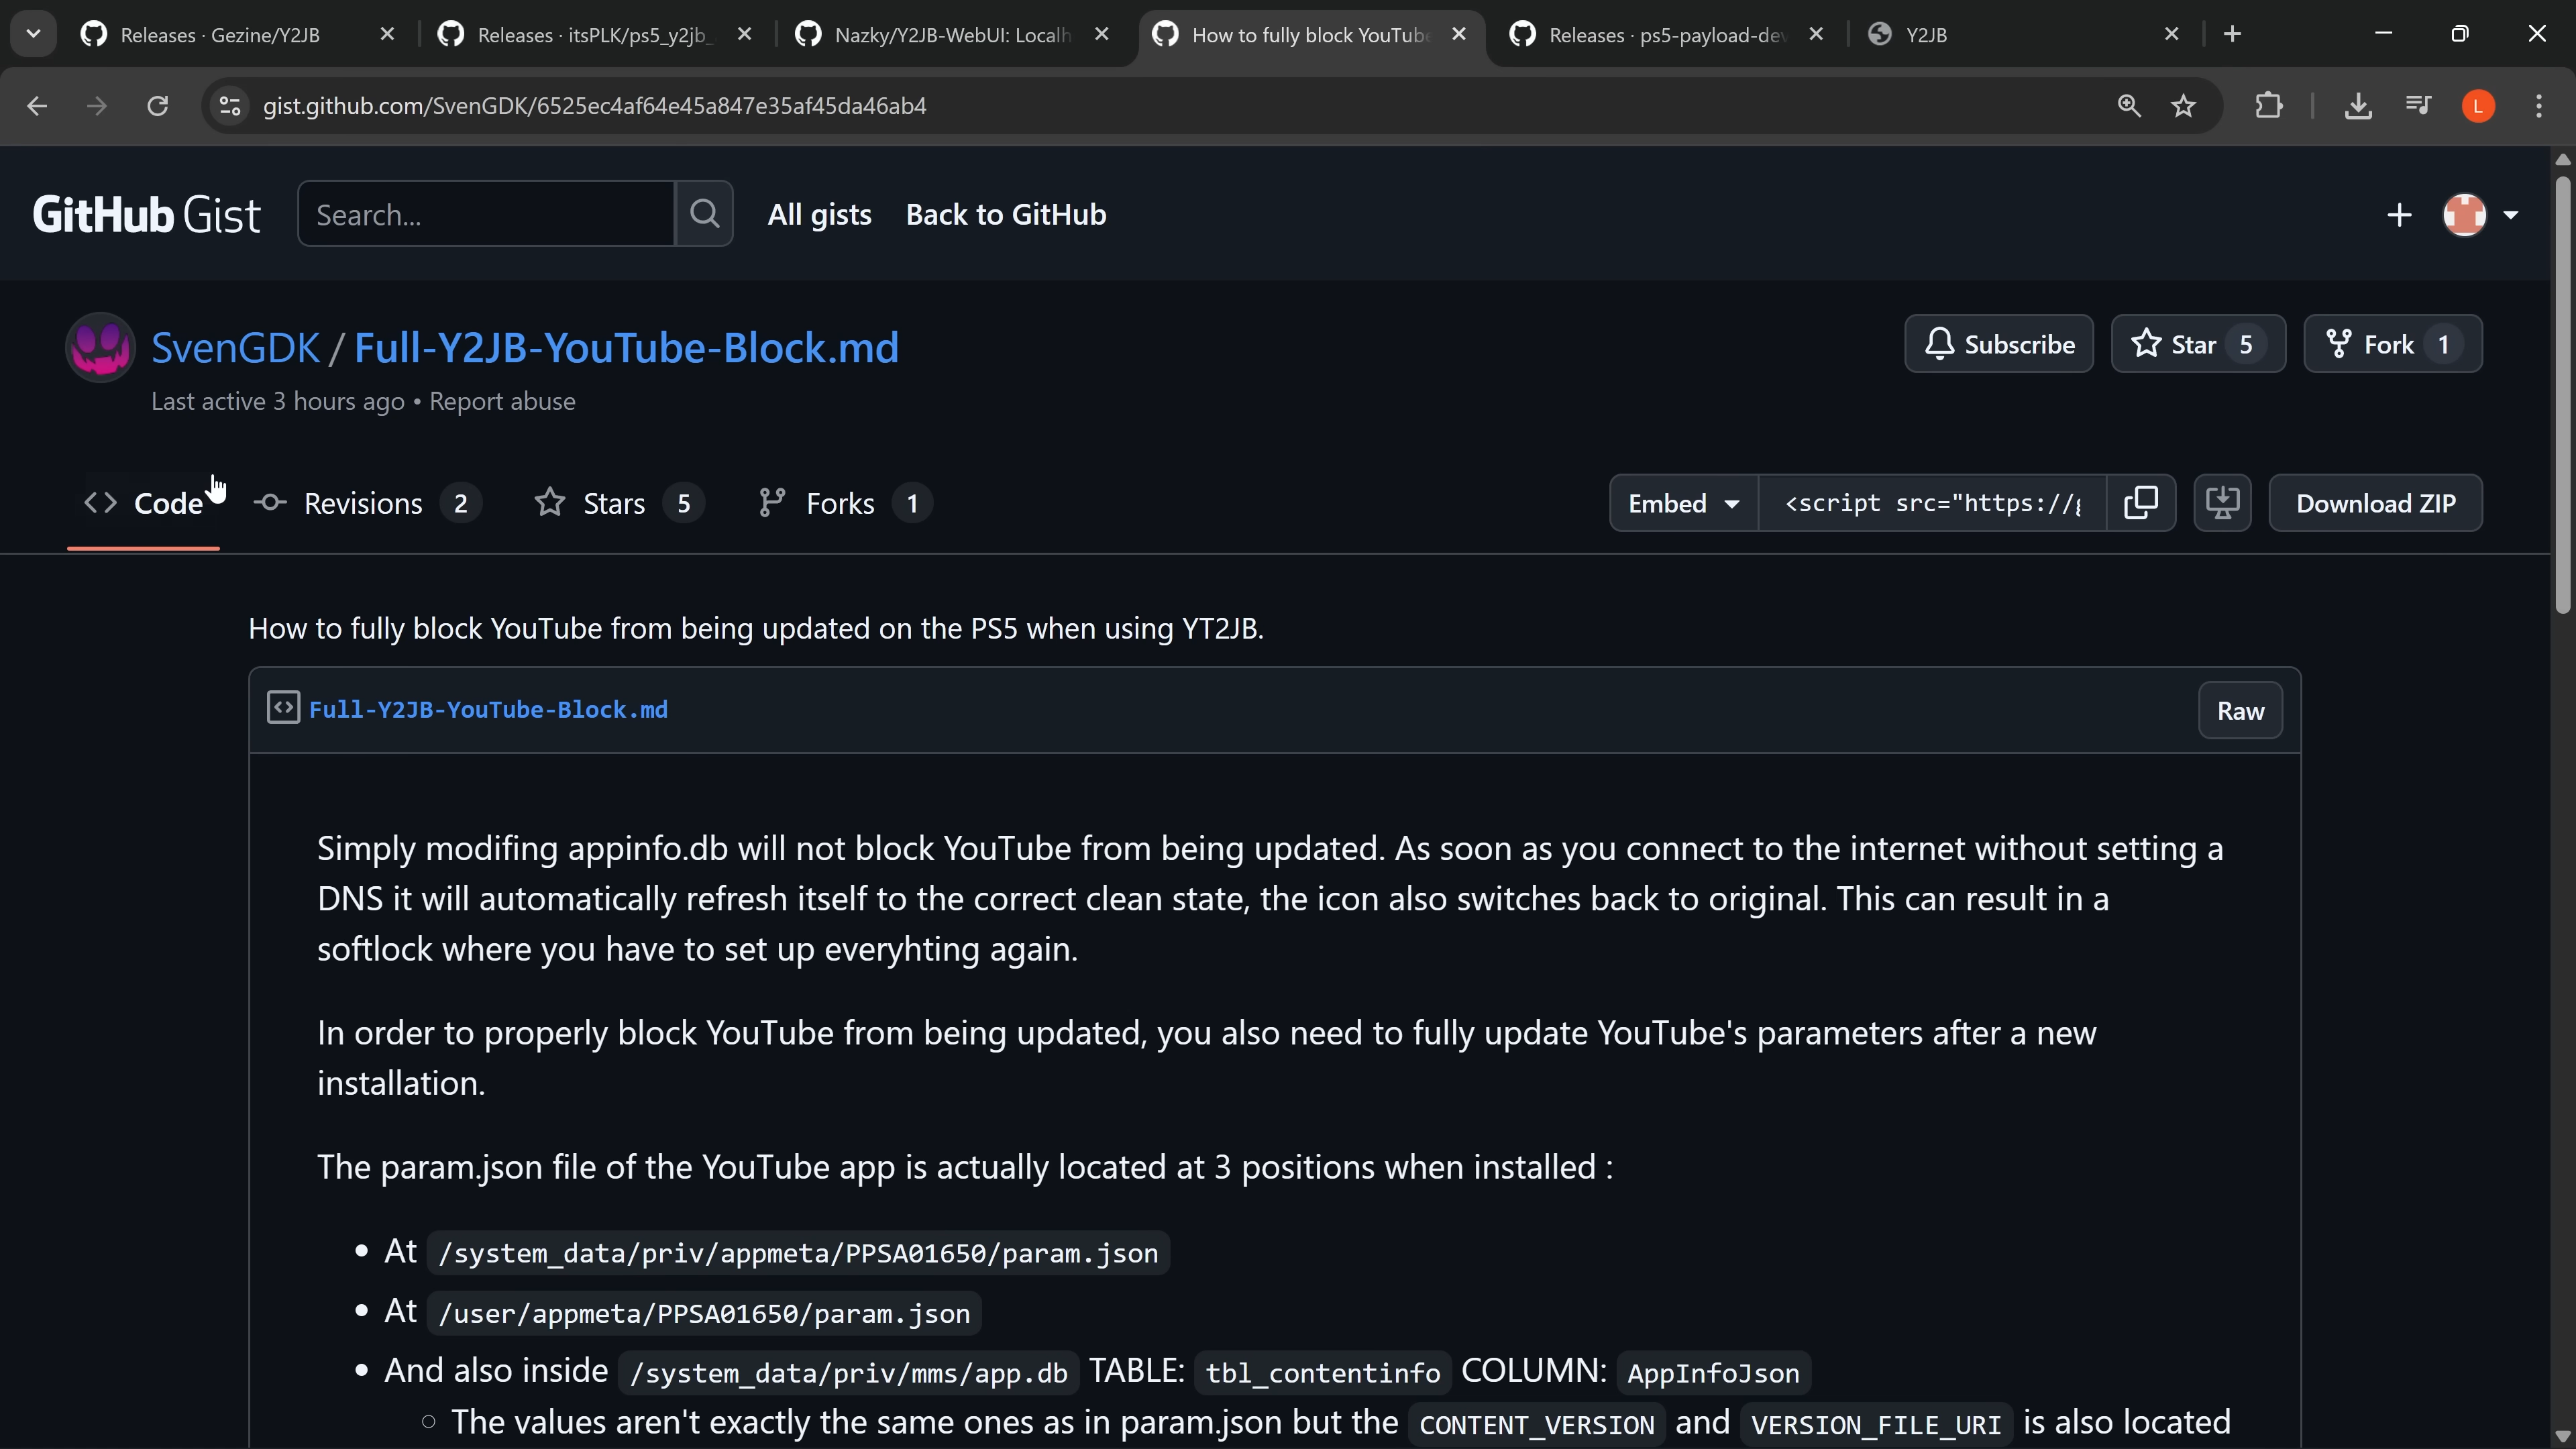 Releases · Gezine/Y2JB
Releases · itsPLK/ps5_y2jb_
Nazky/Y2JB-WebUI: Localh
How to fully block YouTub
Releases · ps5-payload-dev
Y2JB
gist.github.com/SvenGDK/6525ec4af64e45a847e35af45da46ab4
L
GitHub Gist
Search...
All gists
Back to GitHub
SvenGDK / Full-Y2JB-YouTube-Block.md
Subscribe
Star 5
Fork 1
Last active 3 hours ago • Report abuse
Code
Revisions 2
Stars 5
Forks 1
Embed
<script src="https://g
Download ZIP
How to fully block YouTube from being updated on the PS5 when using YT2JB.
Full-Y2JB-YouTube-Block.md
Raw
Simply modifing appinfo.db will not block YouTube from being updated. As soon as you connect to the internet without setting a
DNS it will automatically refresh itself to the correct clean state, the icon also switches back to original. This can result in a
softlock where you have to set up everyhting again.
In order to properly block YouTube from being updated, you also need to fully update YouTube's parameters after a new
installation.
The param.json file of the YouTube app is actually located at 3 positions when installed :
• At /system_data/priv/appmeta/PPSA01650/param.json
• At /user/appmeta/PPSA01650/param.json
• And also inside /system_data/priv/mms/app.db TABLE: tbl_contentinfo COLUMN: AppInfoJson
○ The values aren't exactly the same ones as in param.json but the CONTENT_VERSION and VERSION_FILE_URI is also located